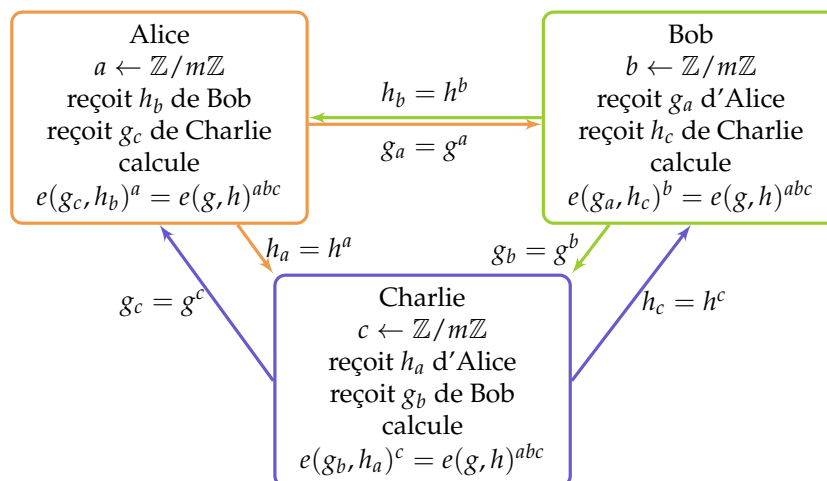 Alice
a ← ℤ/mℤ
reçoit h_b de Bob
reçoit g_c de Charlie
calcule
e(g_c, h_b)^a = e(g, h)^{abc}
h_b = h^b
g_a = g^a
Bob
b ← ℤ/mℤ
reçoit g_a d'Alice
reçoit h_c de Charlie
calcule
e(g_a, h_c)^b = e(g, h)^{abc}
h_a = h^a
g_b = g^b
g_c = g^c
h_c = h^c
Charlie
c ← ℤ/mℤ
reçoit h_a d'Alice
reçoit g_b de Bob
calcule
e(g_b, h_a)^c = e(g, h)^{abc}